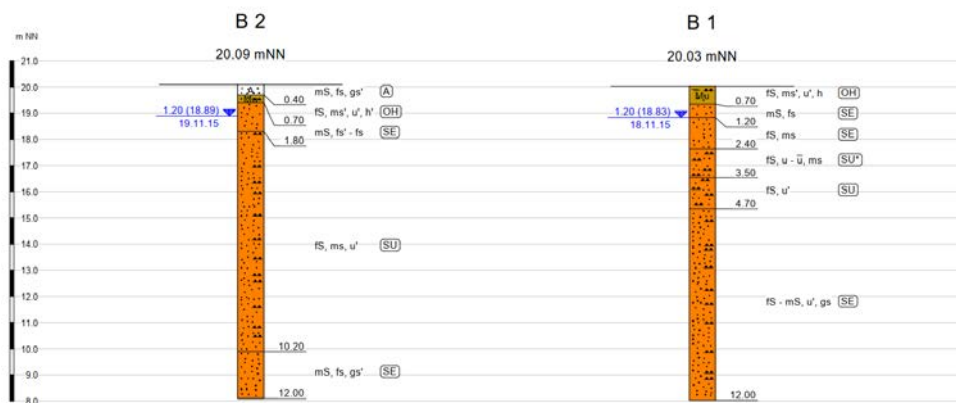 B 2
B 1
m NN
20.09 mNN
20.03 mNN
21.0
20.0
19.0
18.0
17.0
16.0
15.0
14.0
13.0
12.0
11.0
10.0
9.0
8.0
1.20 (18.89)
19.11.15
0.40
0.70
1.80
10.20
12.00
mS, fs, gs' A
fS, ms', u', h' OH
mS, fs' - fs SE
fS, ms, u' SU
mS, fs, gs' SE
1.20 (18.83)
18.11.15
0.70
1.20
2.40
3.50
4.70
12.00
fS, ms', u', h OH
mS, fs SE
fS, ms SE
fS, u - ū, ms SU*
fS, u' SU
fS - mS, u', gs SE